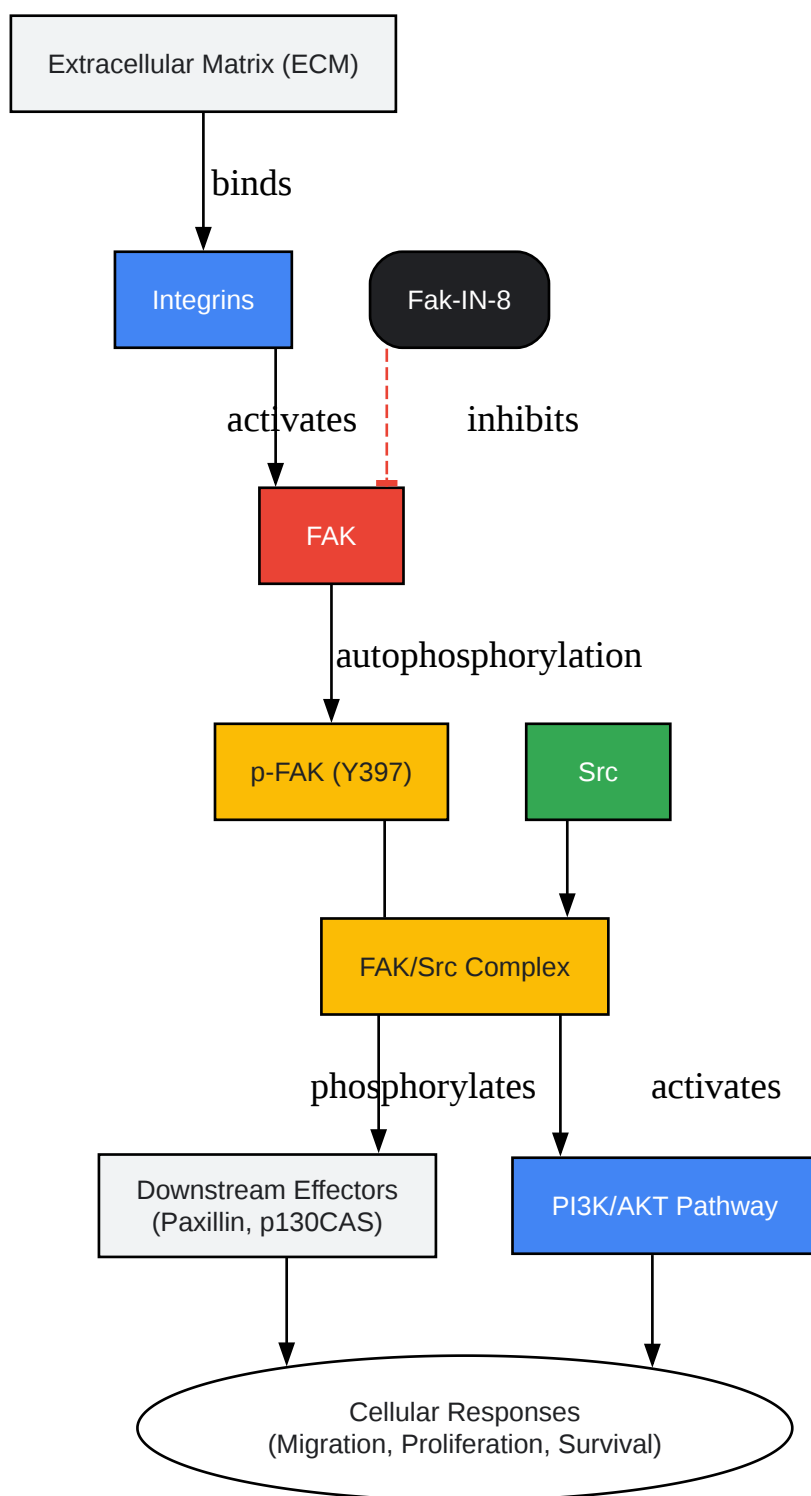 Extracellular Matrix (ECM)
binds
Integrins
Fak-IN-8
activates
inhibits
FAK
autophosphorylation
p-FAK (Y397)
Src
FAK/Src Complex
phosphorylates
activates
Downstream Effectors
(Paxillin, p130CAS)
PI3K/AKT Pathway
Cellular Responses
(Migration, Proliferation, Survival)